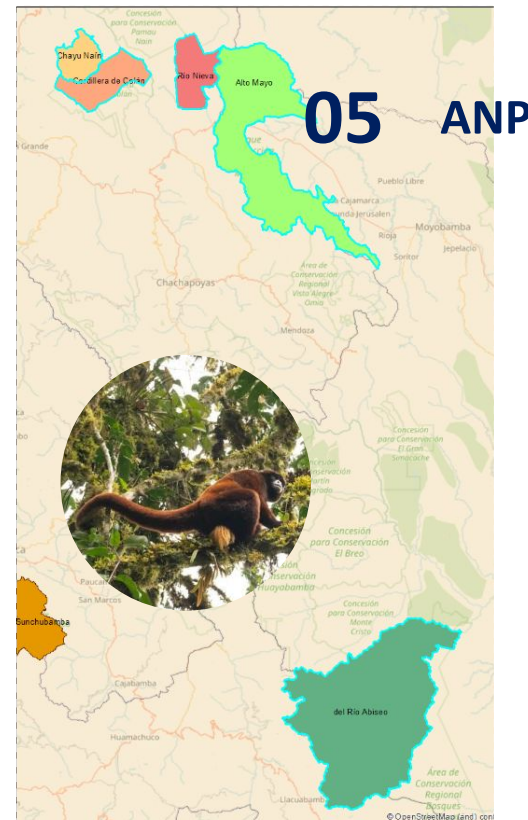 Concesión
para Conservación
Pamau
Nain
Chayu Naín
Cordillera de Colán
Río Nieva
Alto Mayo
05 ANP
Grande
Pueblo Libre
Cajamarca
Jerusalen
Moyobamba
Rioja
Soritor
Jepelacio
Área de
Conservación
Regional
Vista Alegre-
Omia
Chachapoyas
Mendoza
Concesión
para Conservación
El Gran
Simacache
Concesión
para Conservación
El Breo
Huayabamba
San Marcos
Sunchubamba
Concesión
para Conservación
Monte
Cristo
Cajabamba
del Río Abiseo
Huamachuco
Área de
Conservación
Regional
Bosques
Llacuabamba
© OpenStreetMap (and) con